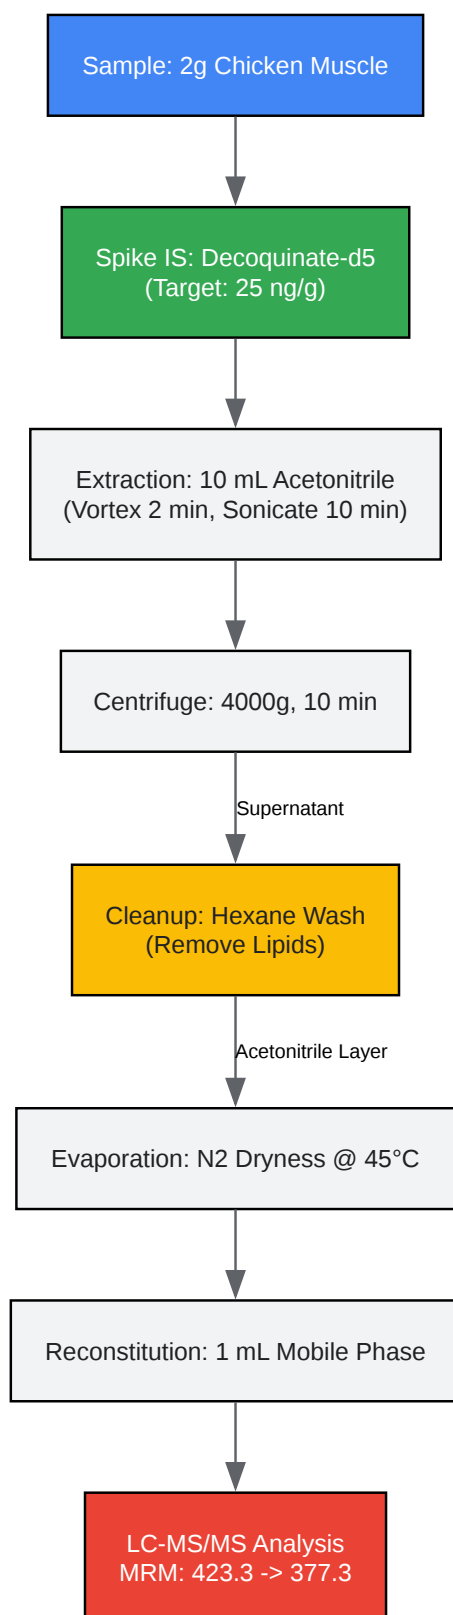 Sample: 2g Chicken Muscle
Spike IS: Decoquinate-d5
(Target: 25 ng/g)
Extraction: 10 mL Acetonitrile
(Vortex 2 min, Sonicate 10 min)
Centrifuge: 4000g, 10 min
Supernatant
Cleanup: Hexane Wash
(Remove Lipids)
Acetonitrile Layer
Evaporation: N2 Dryness @ 45°C
Reconstitution: 1 mL Mobile Phase
LC-MS/MS Analysis
MRM: 423.3 -> 377.3